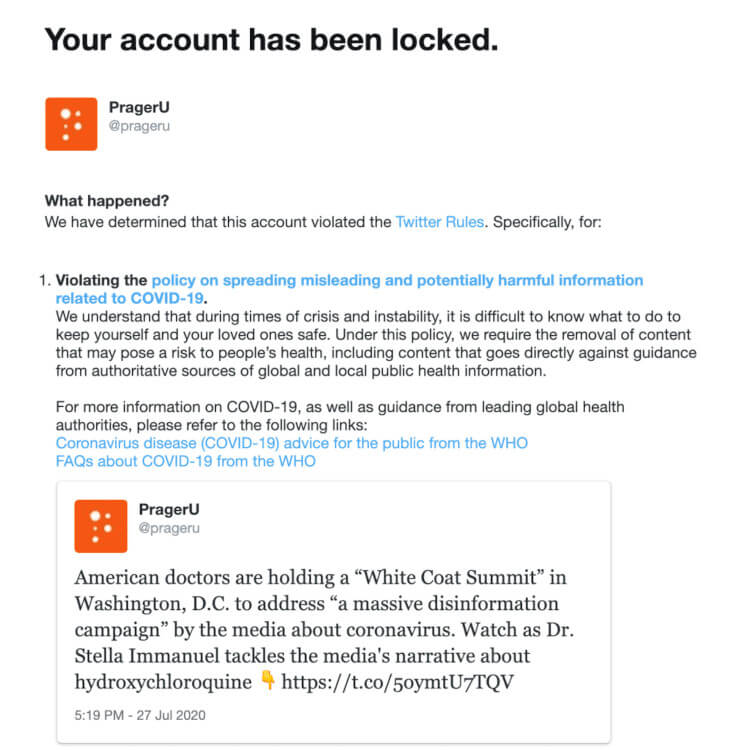 Your account has been locked.
PragerU
@prageru
What happened?
We have determined that this account violated the Twitter Rules. Specifically, for:
1. Violating the policy on spreading misleading and potentially harmful information
related to COVID-19.
We understand that during times of crisis and instability, it is difficult to know what to do to
keep yourself and your loved ones safe. Under this policy, we require the removal of content
that may pose a risk to people's health, including content that goes directly against guidance
from authoritative sources of global and local public health information.
For more information on COVID-19, as well as guidance from leading global health
authorities, please refer to the following links:
Coronavirus disease (COVID-19) advice for the public from the WHO
FAQs about COVID-19 from the WHO
PragerU
@prageru
American doctors are holding a “White Coat Summit” in
Washington, D.C. to address “a massive disinformation
campaign” by the media about coronavirus. Watch as Dr.
Stella Immanuel tackles the media's narrative about
hydroxychloroquine 👇 https://t.co/5oymtU7TQV
5:19 PM - 27 Jul 2020